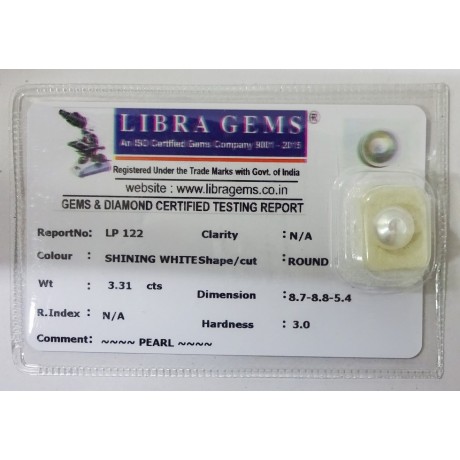 LIBRA GEMS ®
An ISO Certified Gems Company 9001 - 2015
Registered Under the Trade Marks with Govt. of India
website : www.libragems.co.in
GEMS & DIAMOND CERTIFIED TESTING REPORT
ReportNo: LP 122 Clarity : N/A
Colour : SHINING WHITE Shape/cut : ROUND
Wt : 3.31 cts Dimension : 8.7-8.8-5.4
R.Index : N/A Hardness : 3.0
Comment: ~~~~ PEARL ~~~~